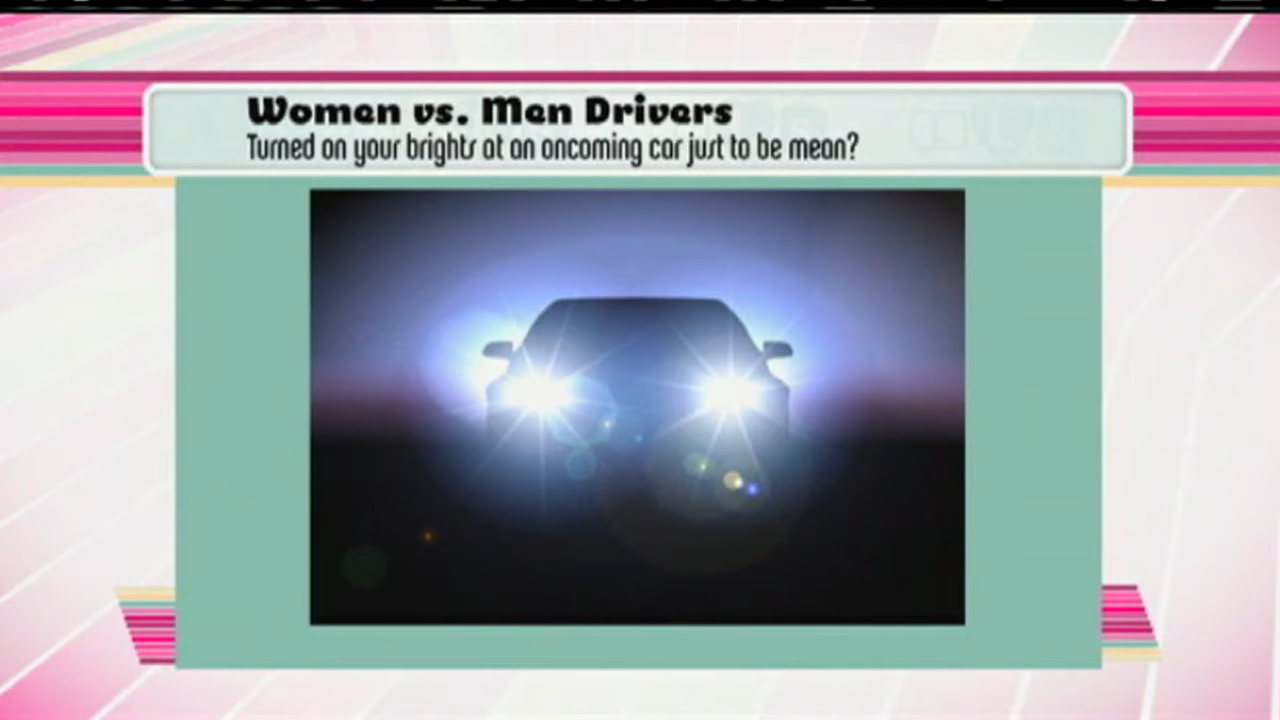 Women vs. Men Drivers
Turned on your brights at an oncoming car just to be mean?